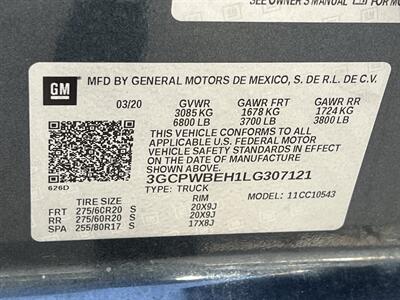 SEE OWNER'S MANUAL
FOR MO
GM
MFD BY GENERAL MOTORS DE MEXICO, S. DE R.L. DE C.V.
03/20 GVWR GAWR FRT GAWR RR
3085 KG 1678 KG 1724 KG
6800 LB 3700 LB 3800 LB
THIS VEHICLE CONFORMS TO ALL
APPLICABLE U.S. FEDERAL MOTOR
VEHICLE SAFETY STANDARDS IN
EFFECT ON THE DATE OF
MANUFACTURE SHOWN ABOVE.
626D
3GCPWBEH1LG307121
TYPE: TRUCK MODEL: 11CC10543
RIM
FRT 275/60R20 S 20X9J
RR 275/60R20 S 20X9J
SPA 255/80R17 S 17X8J